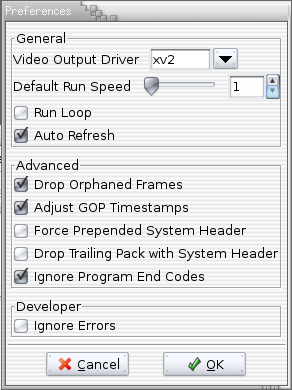 Preferences
General
Video Output Driver xv2
Default Run Speed 1
Run Loop
Auto Refresh
Advanced
Drop Orphaned Frames
Adjust GOP Timestamps
Force Prepended System Header
Drop Trailing Pack with System Header
Ignore Program End Codes
Developer
Ignore Errors
Cancel OK